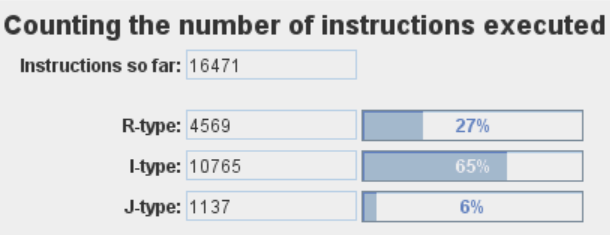 Counting the number of instructions executed
Instructions so far: 16471
R-type: 4569 27%
I-type: 10765 65%
J-type: 1137 6%